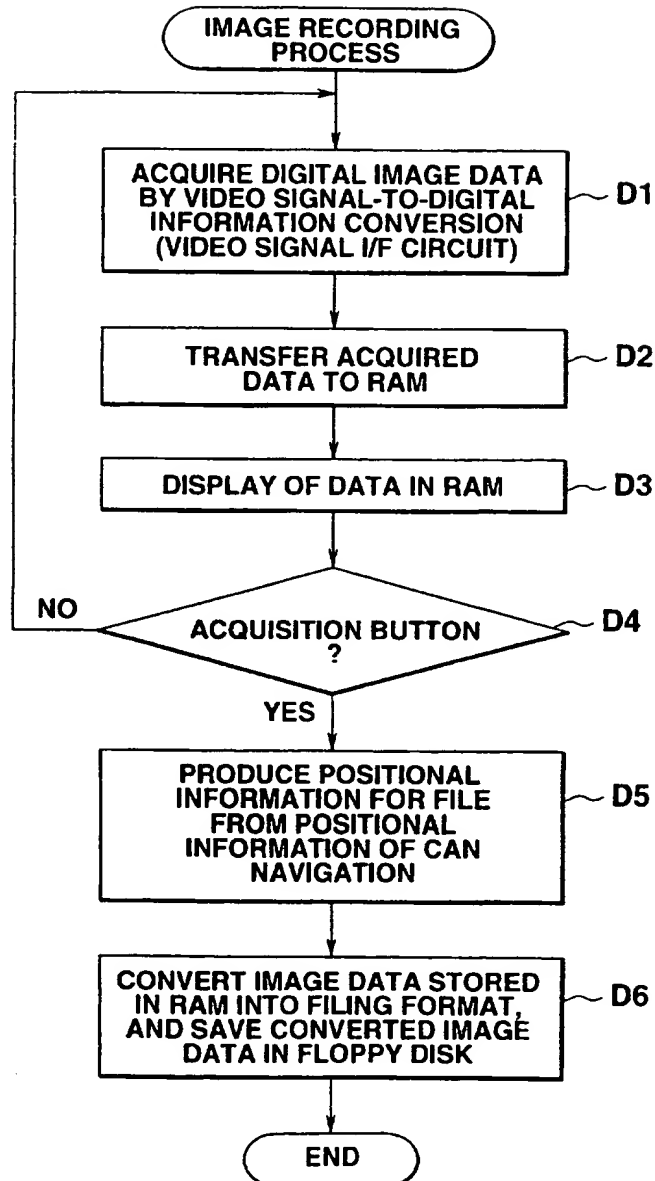 IMAGE RECORDING
PROCESS
ACQUIRE DIGITAL IMAGE DATA
BY VIDEO SIGNAL-TO-DIGITAL
INFORMATION CONVERSION
(VIDEO SIGNAL I/F CIRCUIT)
D1
TRANSFER ACQUIRED
DATA TO RAM
D2
DISPLAY OF DATA IN RAM
D3
NO
ACQUISITION BUTTON
?
D4
YES
PRODUCE POSITIONAL
INFORMATION FOR FILE
FROM POSITIONAL
INFORMATION OF CAN
NAVIGATION
D5
CONVERT IMAGE DATA STORED
IN RAM INTO FILING FORMAT,
AND SAVE CONVERTED IMAGE
DATA IN FLOPPY DISK
D6
END